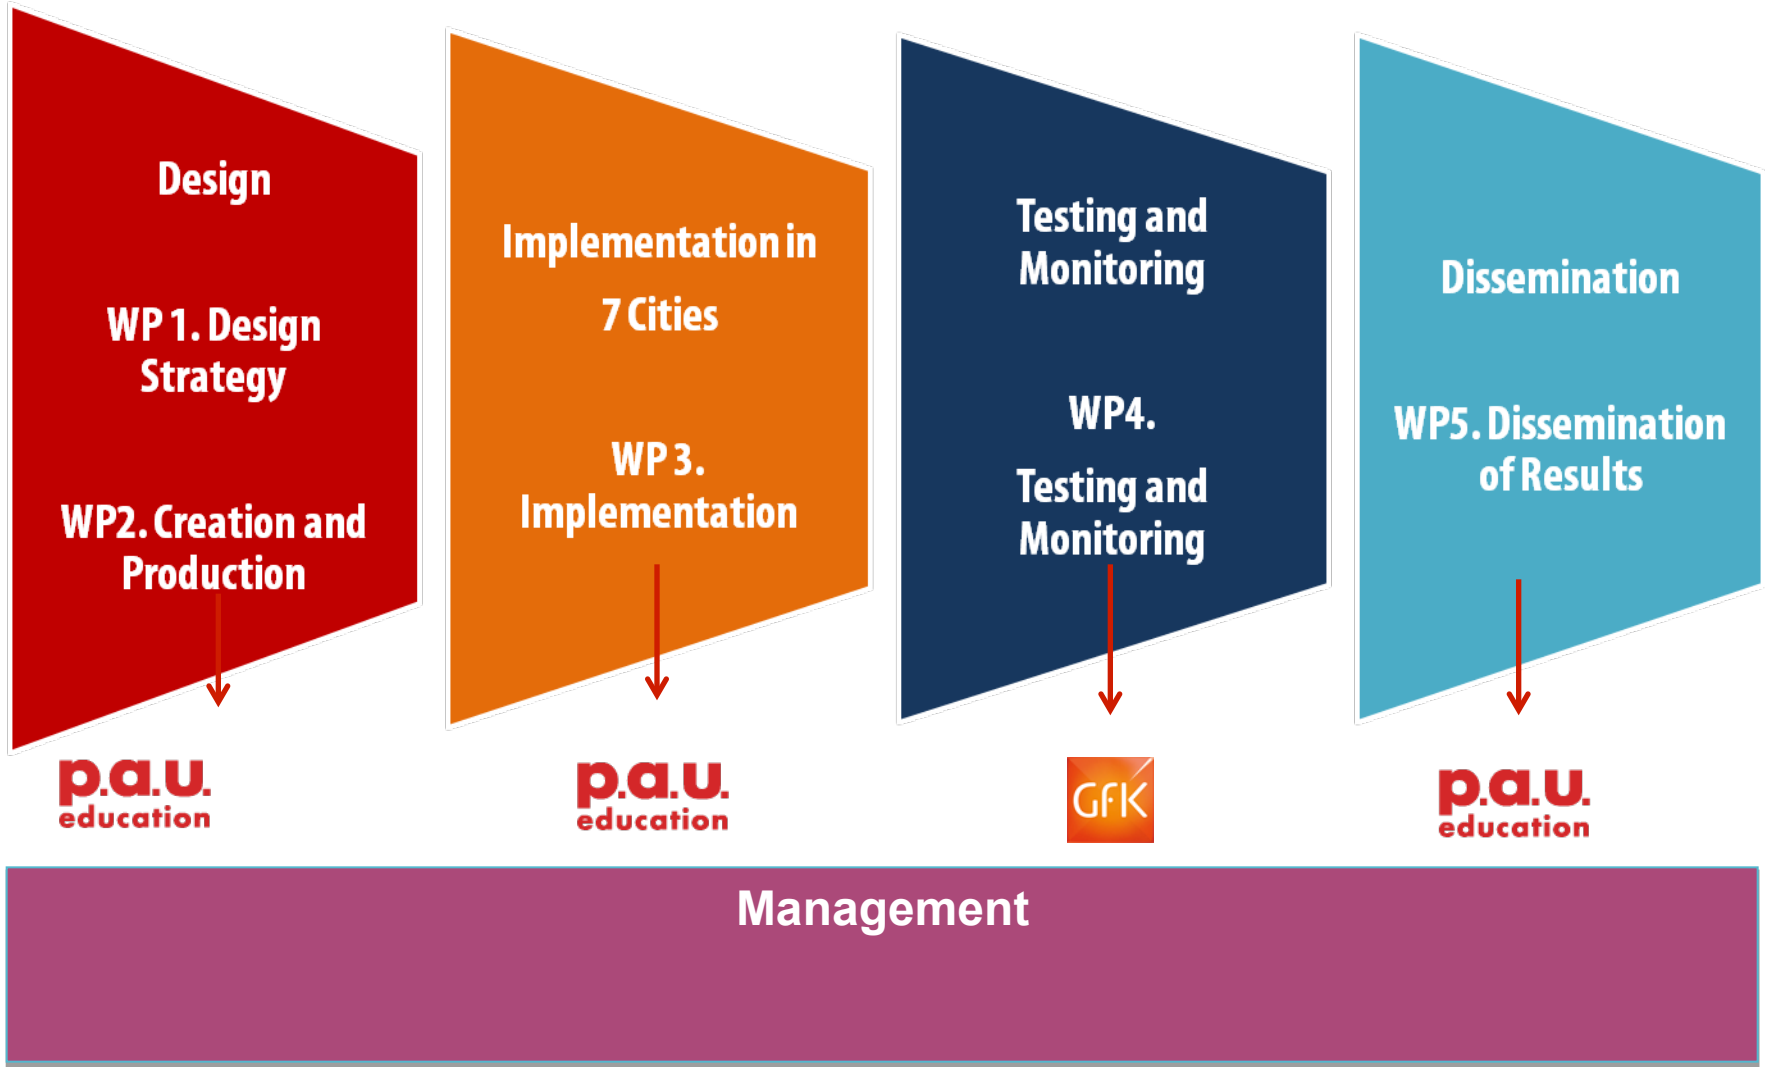 Design
WP 1. Design
Strategy
WP2. Creation and
Production
Implementation in
7 Cities
WP 3.
Implementation
Testing and
Monitoring
WP4.
Testing and
Monitoring
Dissemination
WP5. Dissemination
of Results
p.a.u.
education
p.a.u.
education
GfK
p.a.u.
education
Management